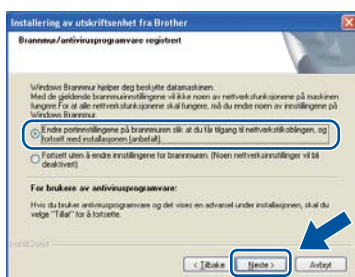 Installering av utskriftsenhet fra Brother
Brannmur/antivirusprogramvare registrert
Windows Brannmur hjelper deg beskytte datamaskinen.
Med de gjeldende brannmurinnstillingene vil ikke noen av nettverksfunksjonene på maskinen
fungere. For at alle nettverksfunksjonene skal fungere, må du endre noen av innstillingene på
Windows Brannmur.
Endre portinnstillingene på brannmuren slik at du får tilgang til nettverkstilkoblingen, og
fortsett med installasjonen (anbefalt).
Fortsett uten å endre innstillingene for brannmuren. (Noen nettverksinnstillinger vil bli
deaktivert).
For brukere av antivirusprogramvare:
Hvis du bruker antivirusprogramvare og det vises en advarsel under installasjonen, skal du
velge "Tillat" for å fortsette.
InstallShield
< Tilbake Neste > Avbryt